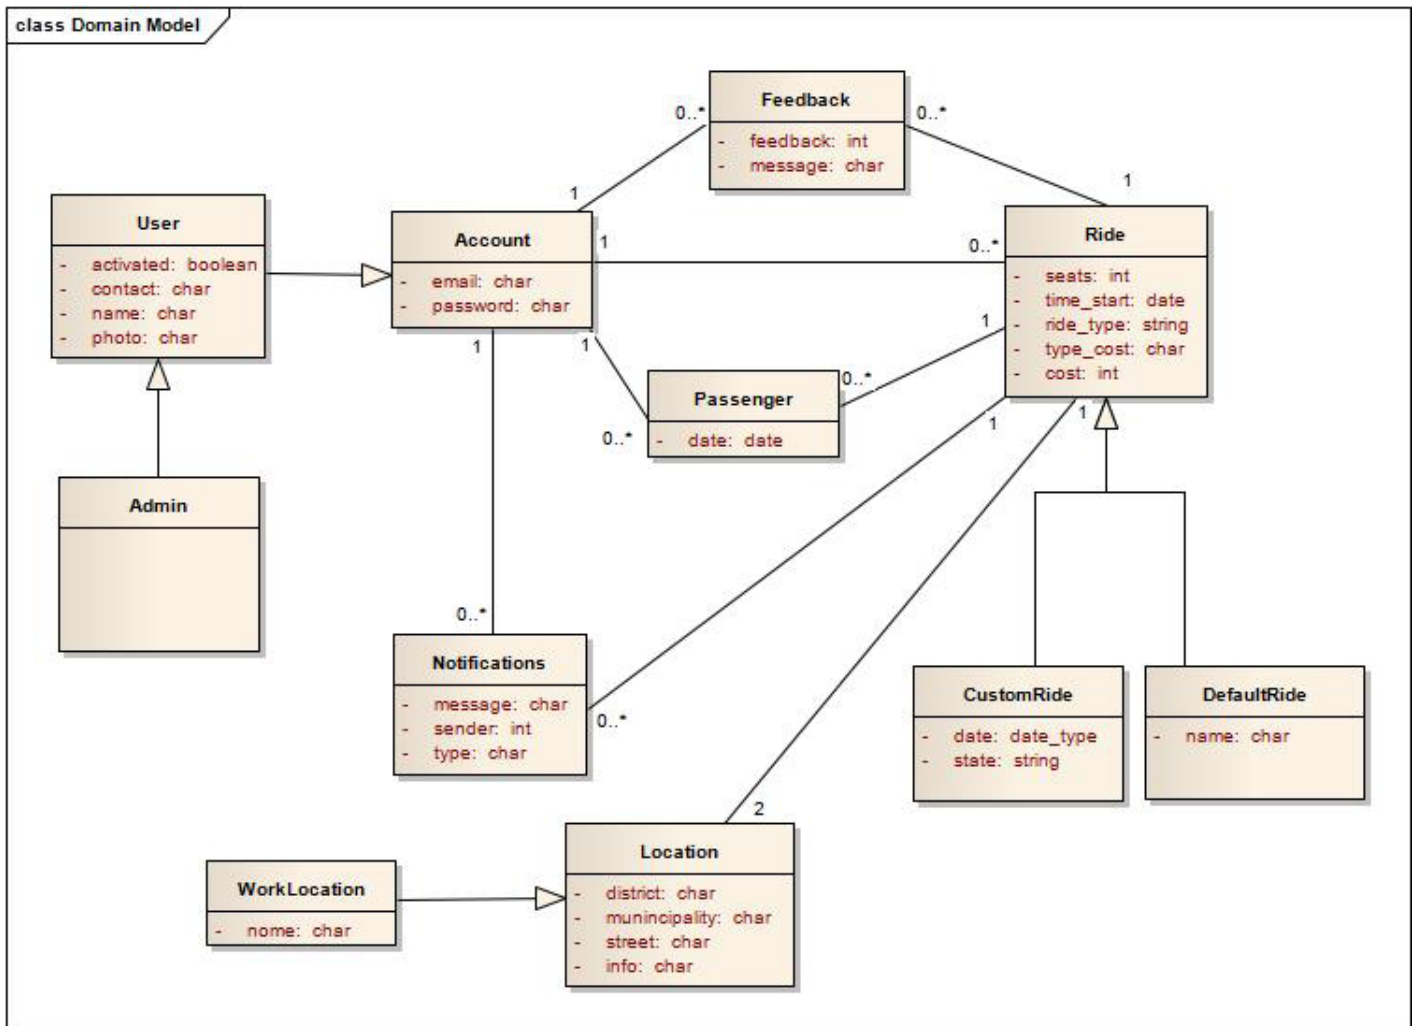 class Domain Model
Feedback
- feedback: int
- message: char
0..*
0..*
1
1
User
- activated: boolean
- contact: char
- name: char
- photo: char
Account
- email: char
- password: char
1
0..*
Ride
- seats: int
- time_start: date
- ride_type: string
- type_cost: char
- cost: int
1
1
1
Passenger
- date: date
0..*
0..*
1
1
Admin
0..*
Notifications
- message: char
- sender: int
- type: char
0..*
CustomRide
- date: date_type
- state: string
DefaultRide
- name: char
2
Location
- district: char
- munincipality: char
- street: char
- info: char
WorkLocation
- nome: char